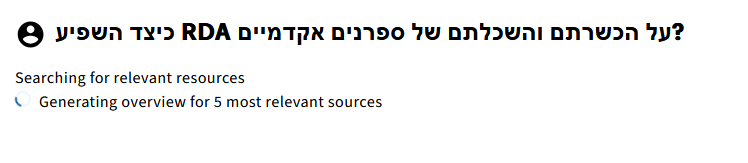 כיצד השפיע RDA על הכשרתם והשכלתם של ספרנים אקדמיים?
Searching for relevant resources
Generating overview for 5 most relevant sources